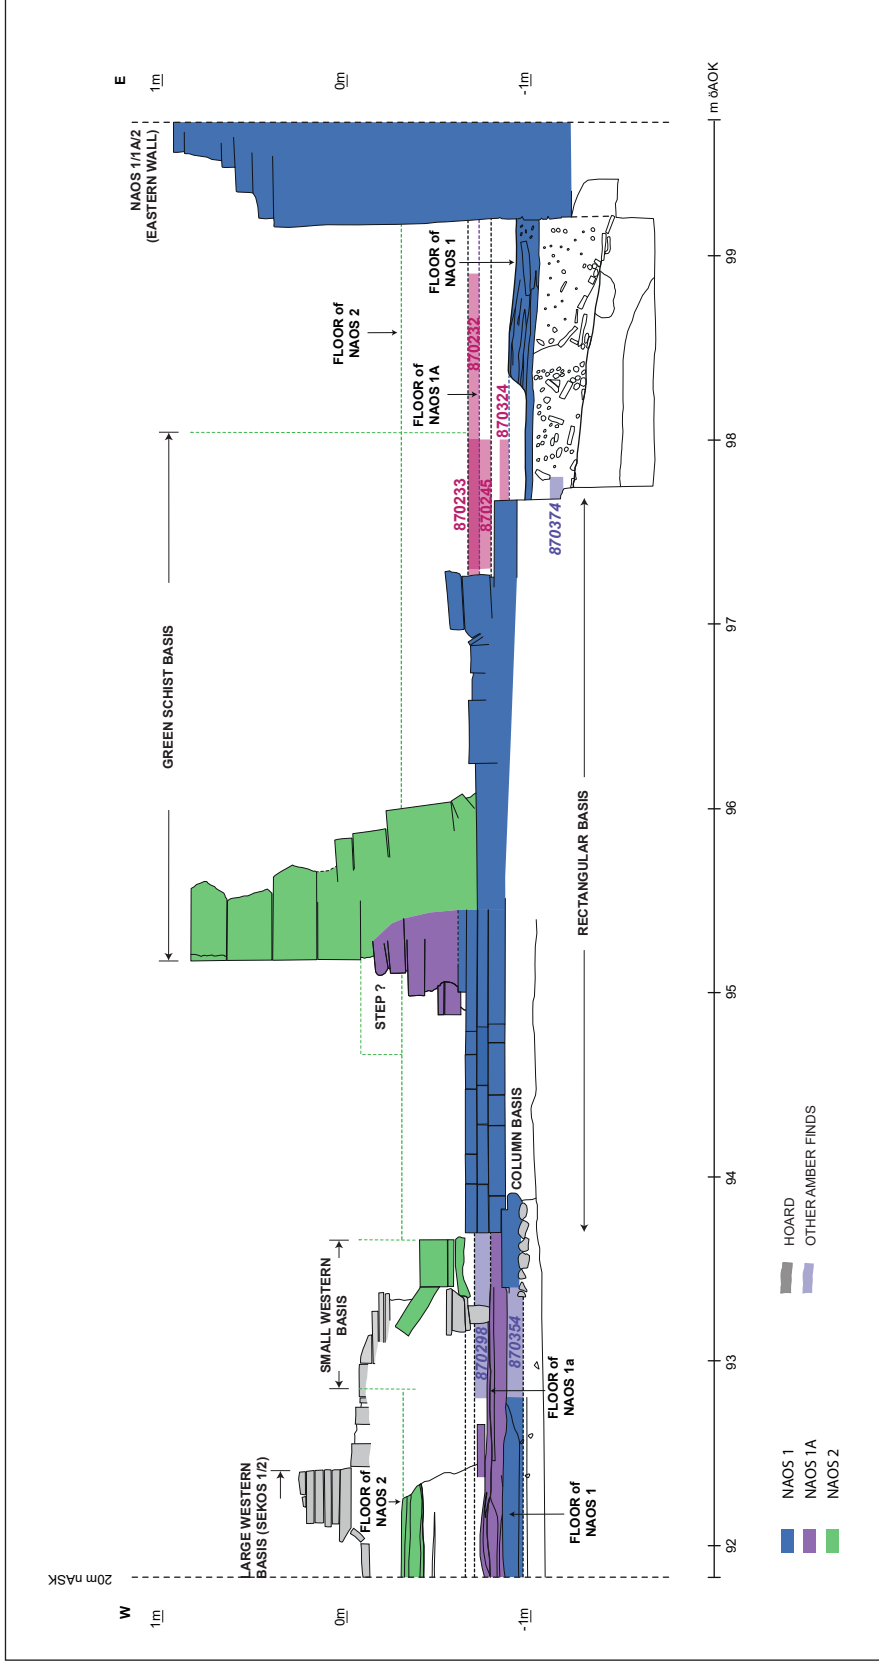 20m nASK
W
1m
0m
-1m
E
1m
0m
-1m
NAOS 1/1A/2
(EASTERN WALL)
GREEN SCHIST BASIS
FLOOR of
NAOS 2
FLOOR of
NAOS 1A
FLOOR of
NAOS 1
870233
870232
870245
870324
870374
STEP ?
SMALL WESTERN
BASIS
LARGE WESTERN
BASIS (SEKOS 1/2)
FLOOR of
NAOS 2
870298
870354
COLUMN BASIS
FLOOR of
NAOS 1a
FLOOR of
NAOS 1
RECTANGULAR BASIS
92
93
94
95
96
97
98
99
m öAOK
NAOS 1
NAOS 1A
NAOS 2
HOARD
OTHER AMBER FINDS